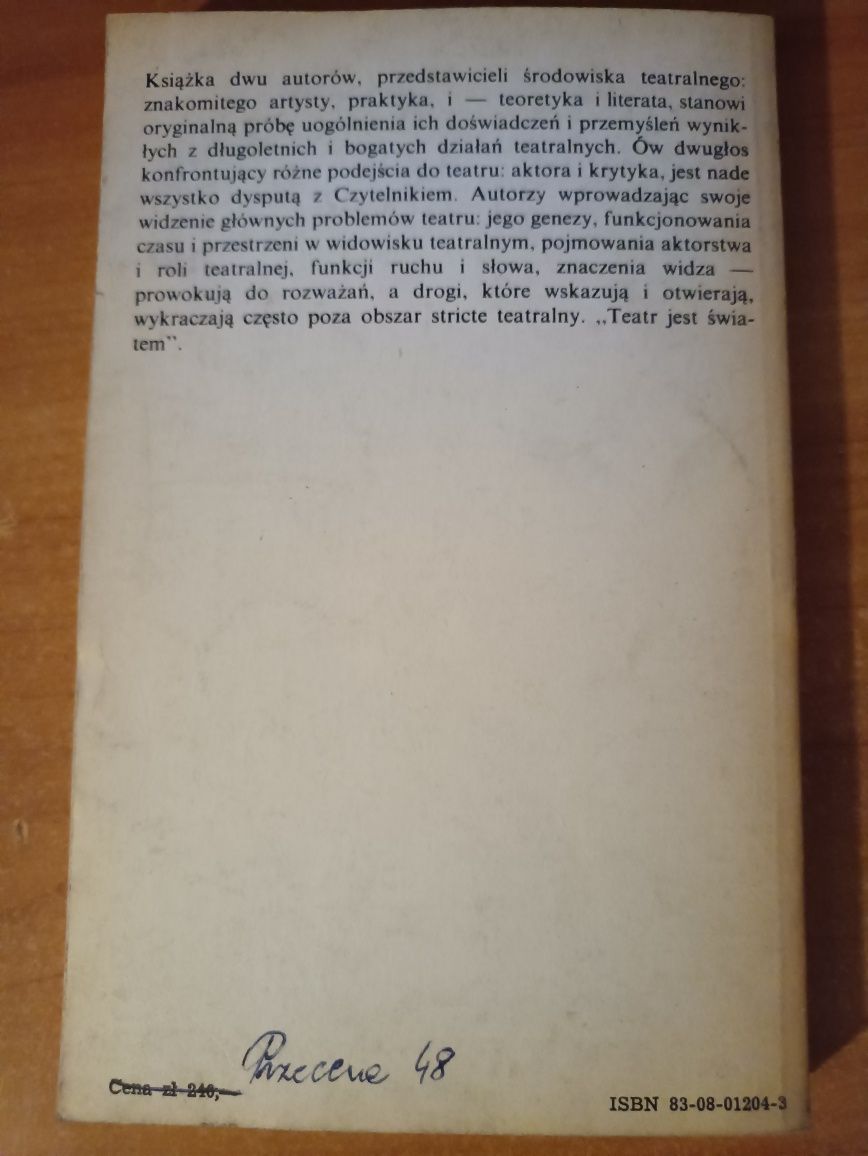 Książka dwu autorów, przedstawicieli środowiska teatralnego:
znakomitego artysty, praktyka, i — teoretyka i literata, stanowi
oryginalną próbę uogólnienia ich doświadczeń i przemyśleń wynik-
łych z długoletnich i bogatych działań teatralnych. Ów dwugłos
konfrontujący różne podejścia do teatru: aktora i krytyka, jest nade
wszystko dysputą z Czytelnikiem. Autorzy wprowadzając swoje
widzenie głównych problemów teatru: jego genezy, funkcjonowania
czasu i przestrzeni w widowisku teatralnym, pojmowania aktorstwa
i roli teatralnej, funkcji ruchu i słowa, znaczenia widza —
prowokują do rozważań, a drogi, które wskazują i otwierają,
wykraczają często poza obszar stricte teatralny. „Teatr jest świa-
tem”.
Przecena 48
Cena zł 240,—
ISBN 83-08-01204-3